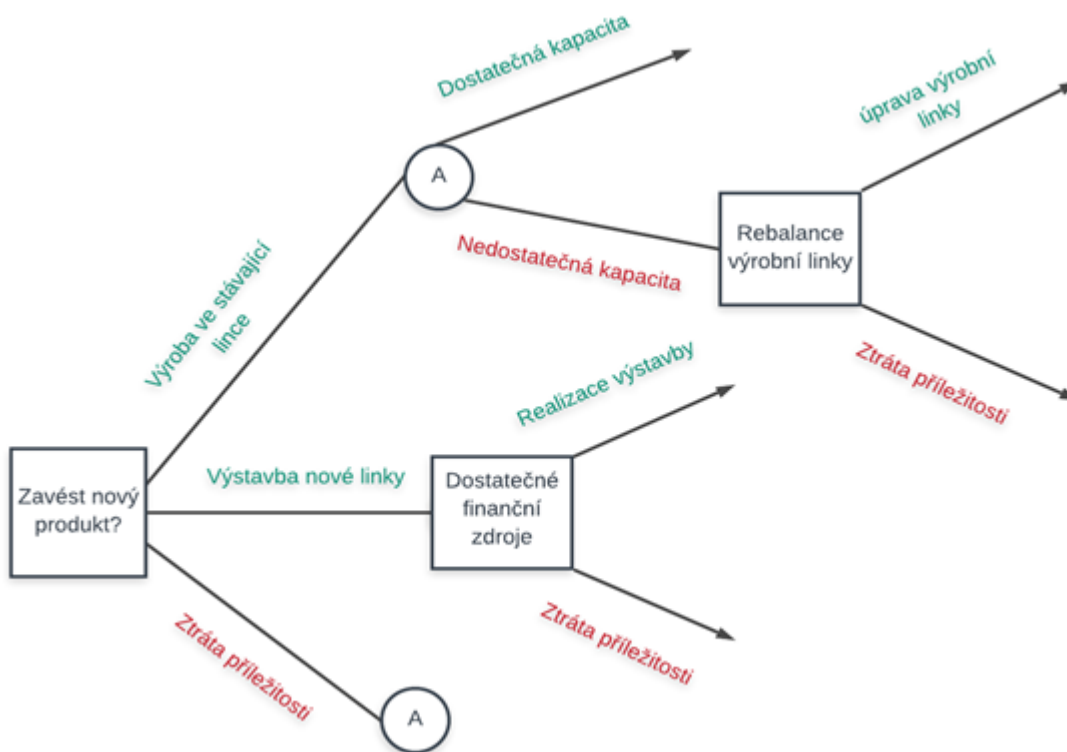 Dostatečná kapacita
úprava výrobní
linky
A
Rebalance
výrobní linky
Nedostatečná kapacita
Výroba ve stávající
lince
Ztráta příležitosti
Realizace výstavby
Zavést nový
produkt?
Výstavba nové linky
Dostatečné
finanční
zdroje
Ztráta příležitosti
Ztráta příležitosti
A